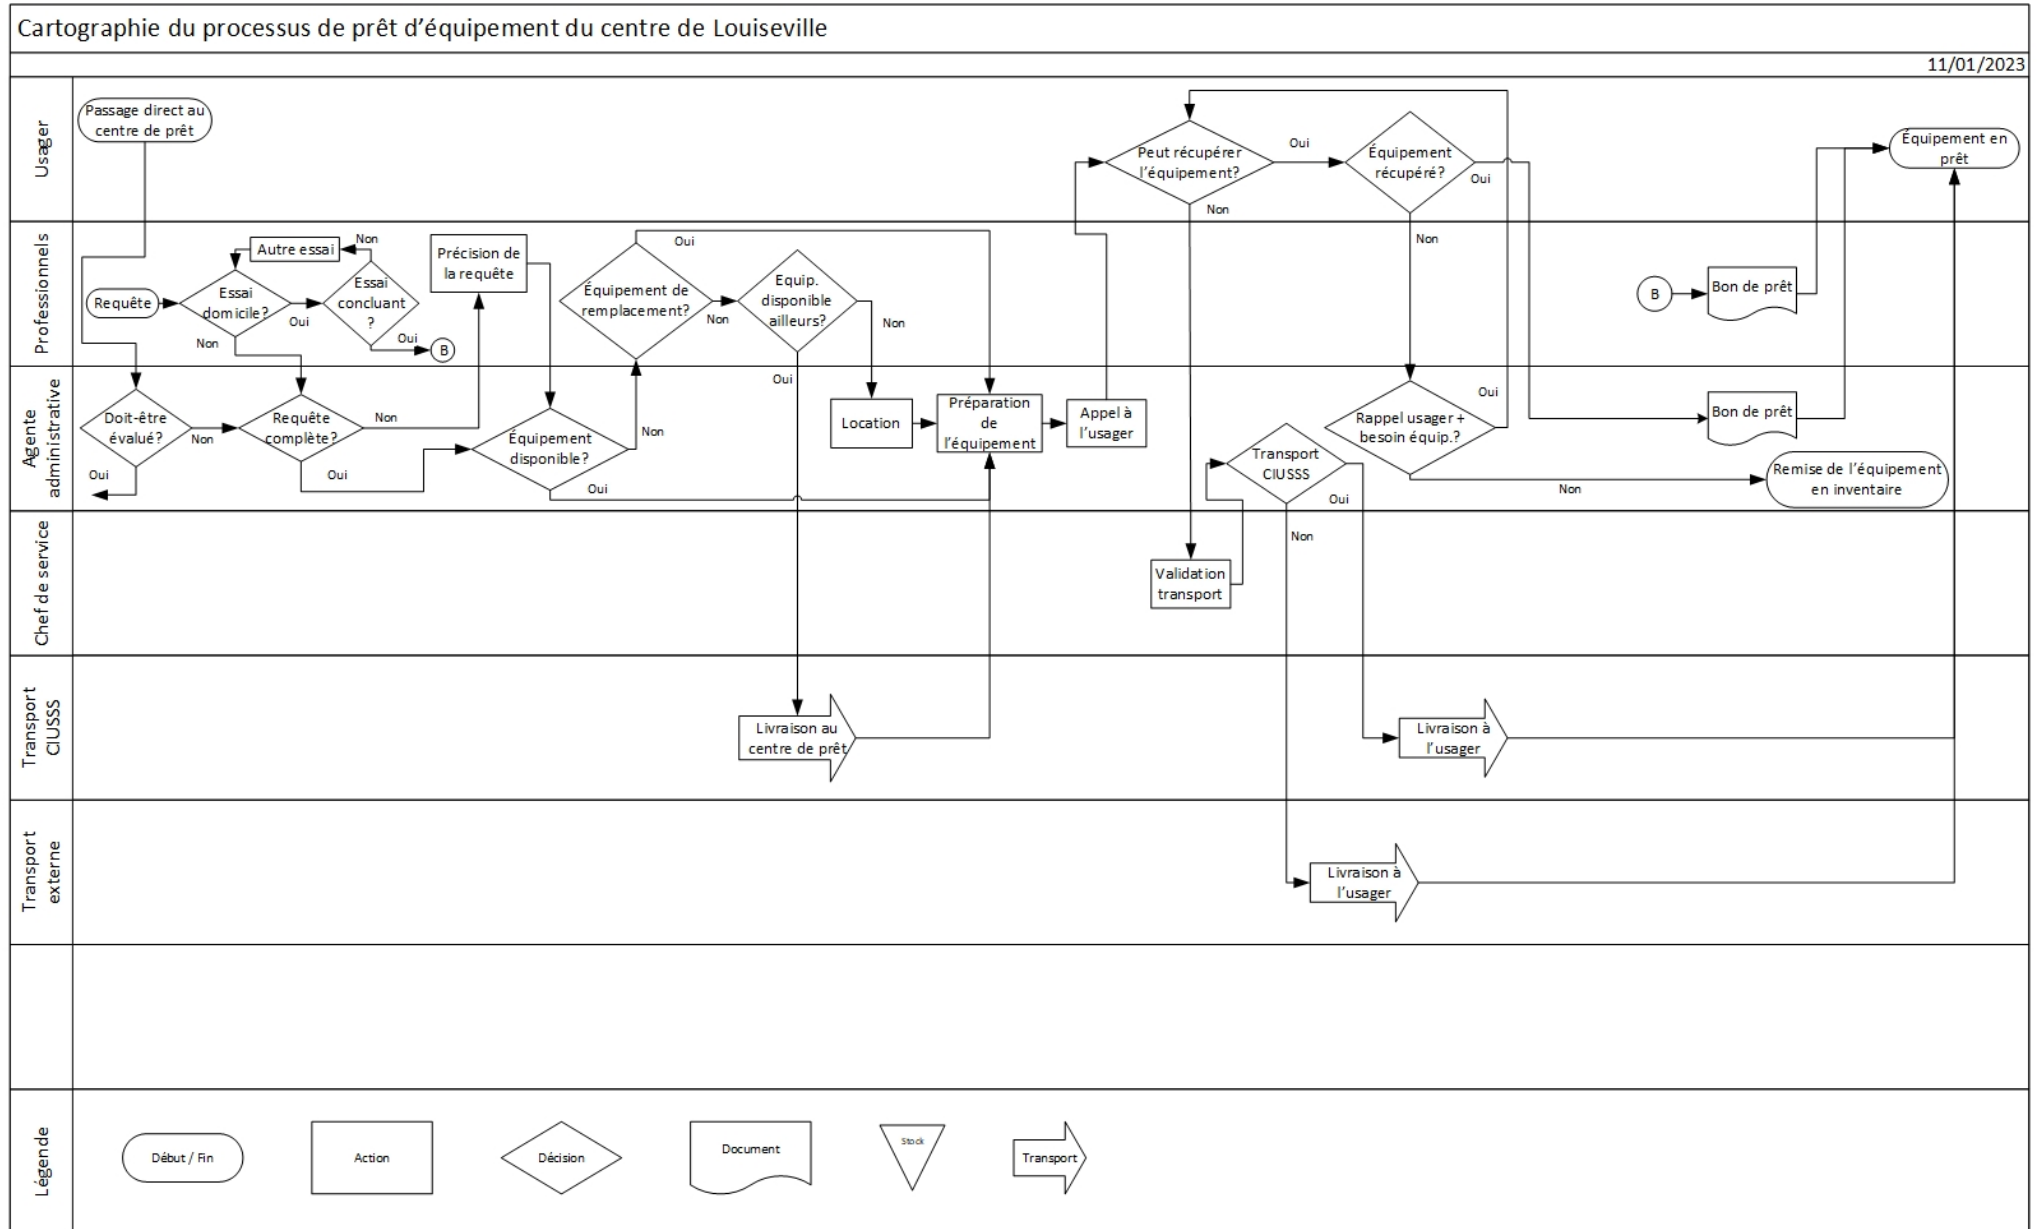 Cartographie du processus de prêt d'équipement du centre de Louiseville
11/01/2023
Usager
Passage direct au
centre de prêt
Peut récupérer
l'équipement?
Oui
Non
Équipement
récupéré?
Oui
Non
Équipement en
prêt
Professionnels
Requête
Essai
domicile?
Oui
Non
Autre essai
Non
Essai
concluant
?
Oui
B
Précision de
la requête
Équipement de
remplacement?
Oui
Non
Equip.
disponible
ailleurs?
Non
Oui
B
Bon de prêt
Agente
administrative
Doit-être
évalué?
Non
Oui
Requête
complète?
Non
Oui
Équipement
disponible?
Non
Oui
Location
Préparation
de
l'équipement
Appel à
l'usager
Transport
CIUSSS
Oui
Non
Rappel usager +
besoin équip.?
Oui
Non
Bon de prêt
Remise de l'équipement
en inventaire
Chef de service
Validation
transport
Transport
CIUSSS
Livraison au
centre de prêt
Livraison à
l'usager
Transport
externe
Livraison à
l'usager
Légende
Début / Fin
Action
Décision
Document
Stock
Transport